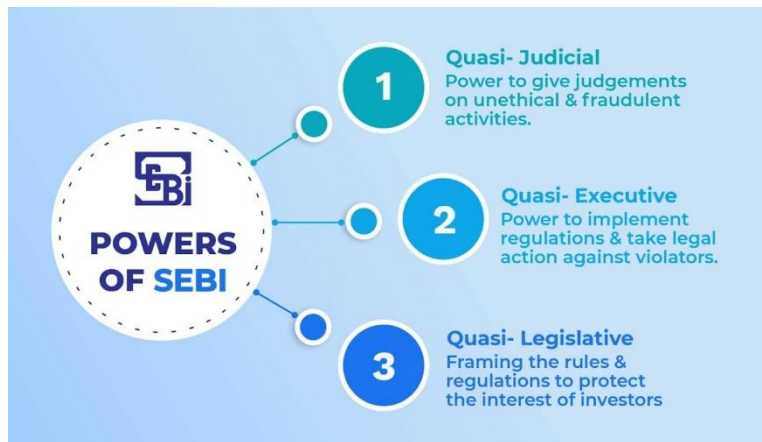 SEBi
POWERS
OF SEBI
1
Quasi- Judicial
Power to give judgements
on unethical & fraudulent
activities.
2
Quasi- Executive
Power to implement
regulations & take legal
action against violators.
3
Quasi- Legislative
Framing the rules &
regulations to protect
the interest of investors